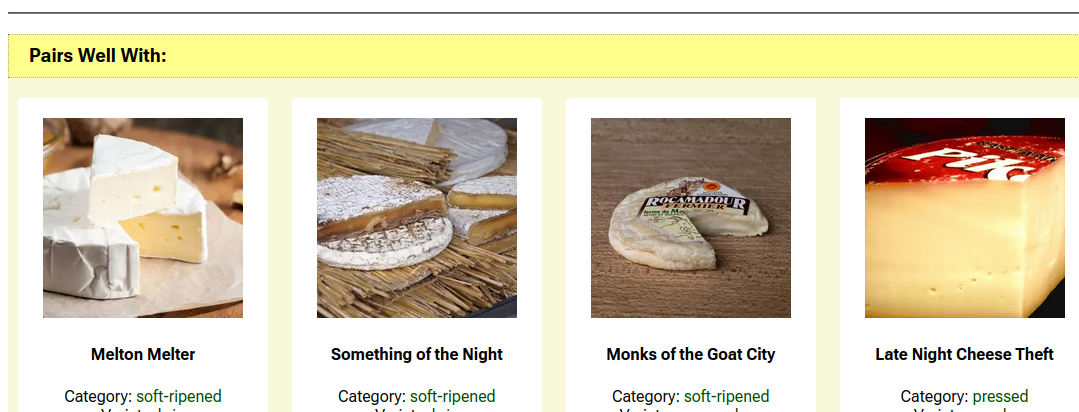 Pairs Well With:
ROCAMADOUR
FERMIER
Melton Melter
Something of the Night
Monks of the Goat City
Late Night Cheese Theft
Category: soft-ripened
Category: soft-ripened
Category: soft-ripened
Category: pressed